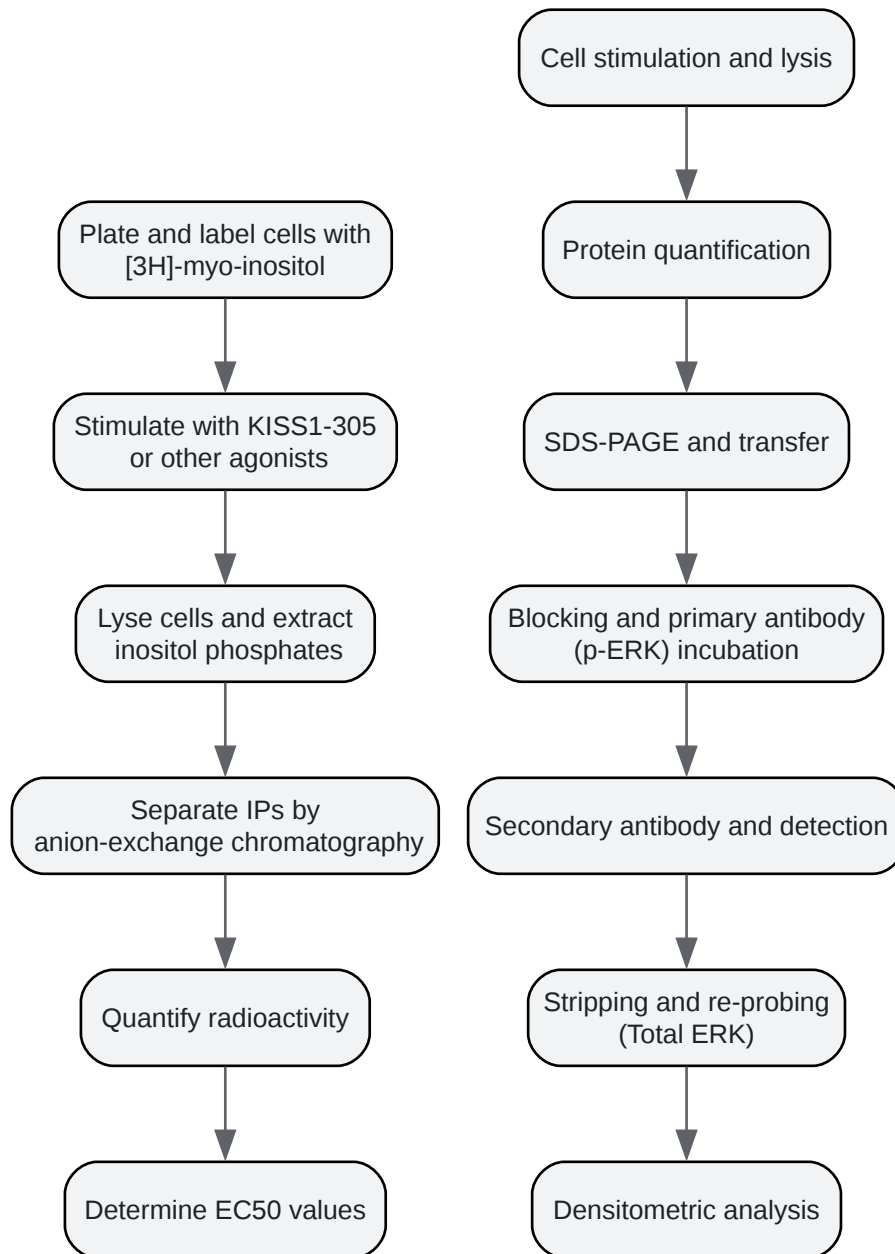 Plate and label cells with
[3H]-myo-inositol
Stimulate with KISS1-305
or other agonists
Lyse cells and extract
inositol phosphates
Separate IPs by
anion-exchange chromatography
Quantify radioactivity
Determine EC50 values
Cell stimulation and lysis
Protein quantification
SDS-PAGE and transfer
Blocking and primary antibody
(p-ERK) incubation
Secondary antibody and detection
Stripping and re-probing
(Total ERK)
Densitometric analysis